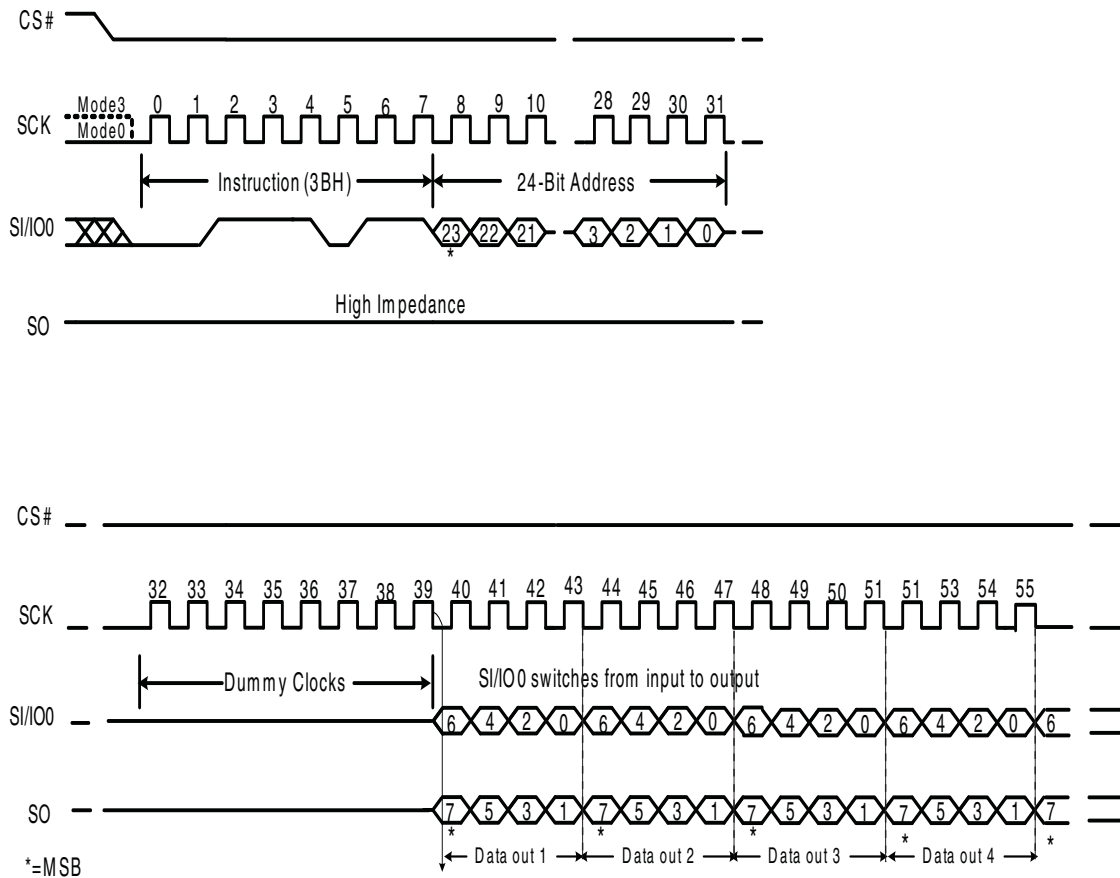 CS#
Mode3
0 1 2 3 4 5 6 7 8 9 10 28 29 30 31
SCK
Mode0
Instruction (3BH) 24-Bit Address
SI/IO0
23 22 21 3 2 1 0
*
High Impedance
SO
CS#
32 33 34 35 36 37 38 39 40 41 42 43 44 45 46 47 48 49 50 51 51 53 54 55
SCK
Dummy Clocks SI/IO0 switches from input to output
SI/IO0
6 4 2 0 6 4 2 0 6 4 2 0 6 4 2 0 6
SO
7 5 3 1 7 5 3 1 7 5 3 1 7 5 3 1 7
* * * * *
Data out 1 Data out 2 Data out 3 Data out 4
*=MSB